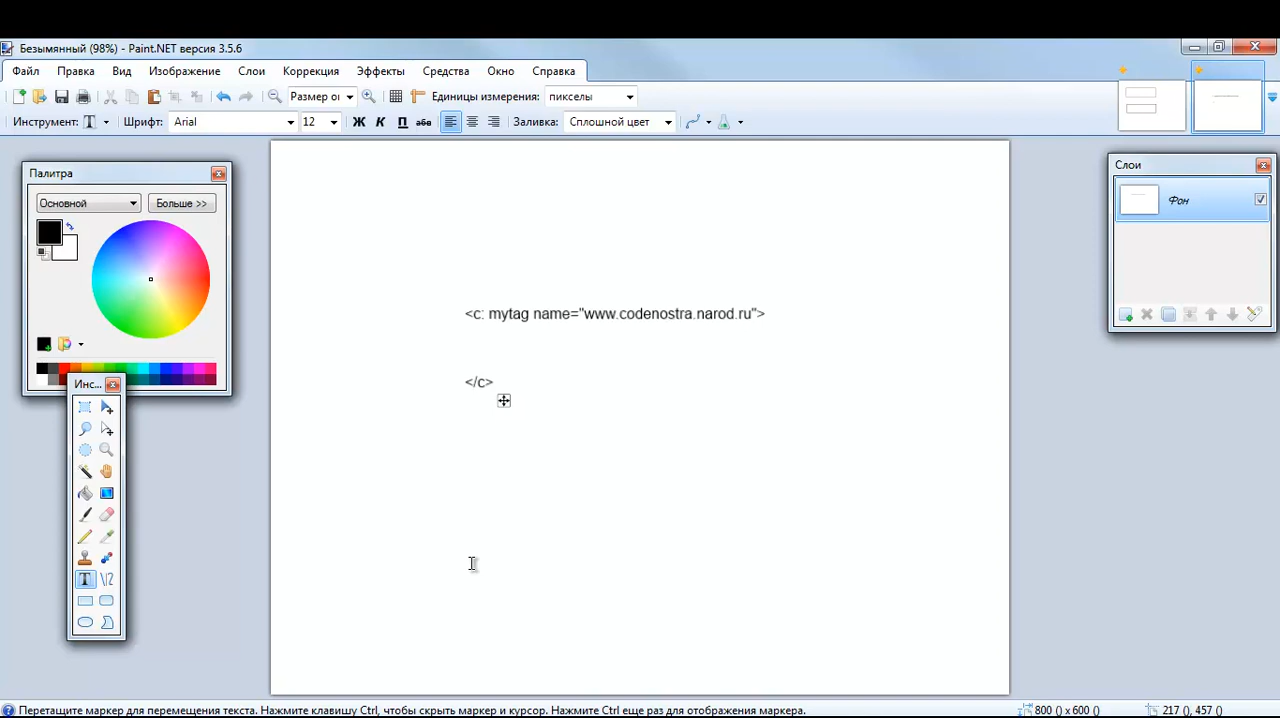 Безымянный (98%) - Paint.NET версия 3.5.6
Файл Правка Вид Изображение Слои Коррекция Эффекты Средства Окно Справка
Размер о Единицы измерения: пикселы
Инструмент: T Шрифт: Arial 12 Ж К П абв Заливка: Сплошной цвет
Палитра
Основной Больше >>
Инс...
T
Слои
Фон
<c: mytag name="www.codenostra.narod.ru">
</c>
Перетащите маркер для перемещения текста. Нажмите клавишу Ctrl, чтобы скрыть маркер и курсор. Нажмите Ctrl еще раз для отображения маркера.
800 () x 600 () 217 (), 457 ()